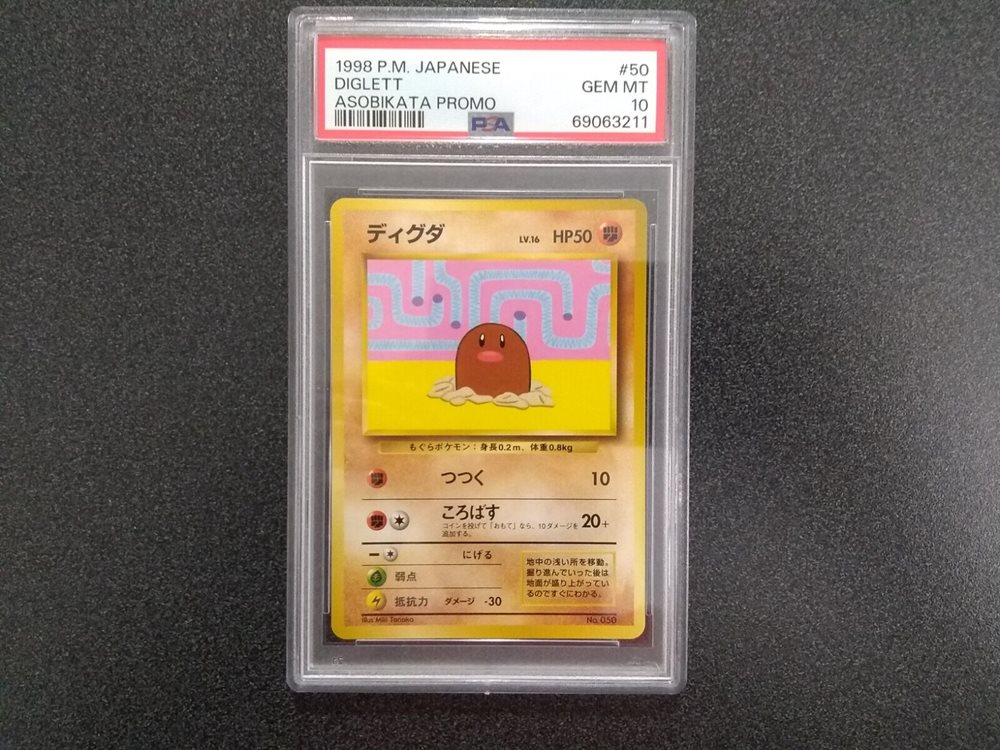 1998 P.M. JAPANESE #50
DIGLETT GEM MT
ASOBIKATA PROMO 10
PSA 69063211
ディグダ LV.16 HP50
もぐらポケモン：身長0.2m、体重0.8kg
つつく 10
ころばす 20+
コインを投げて「おもて」なら、10ダメージを
追加する。
にげる
弱点
抵抗力 ダメージ -30
地中の浅い所を移動。
掘り進んでいった後は
地面が盛り上がってい
るのですぐにわかる。
Illus. Miki Tanaka No. 050